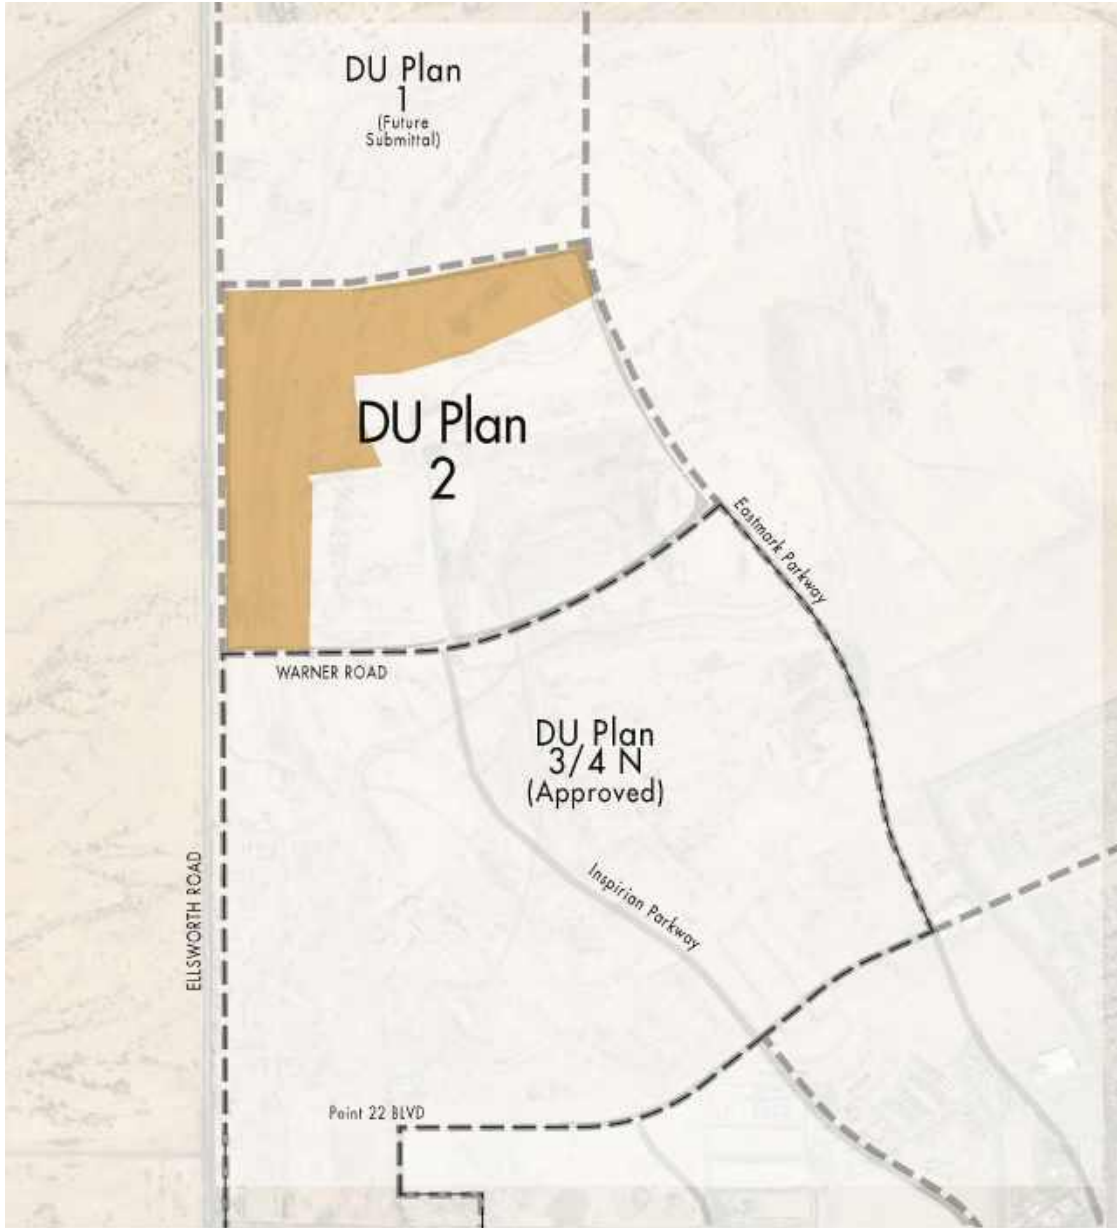 DU Plan
1
(Future
Submittal)
DU Plan
2
Eastmark Parkway
WARNER ROAD
DU Plan
3/4 N
(Approved)
Inspirian Parkway
ELLSWORTH ROAD
Point 22 BLVD